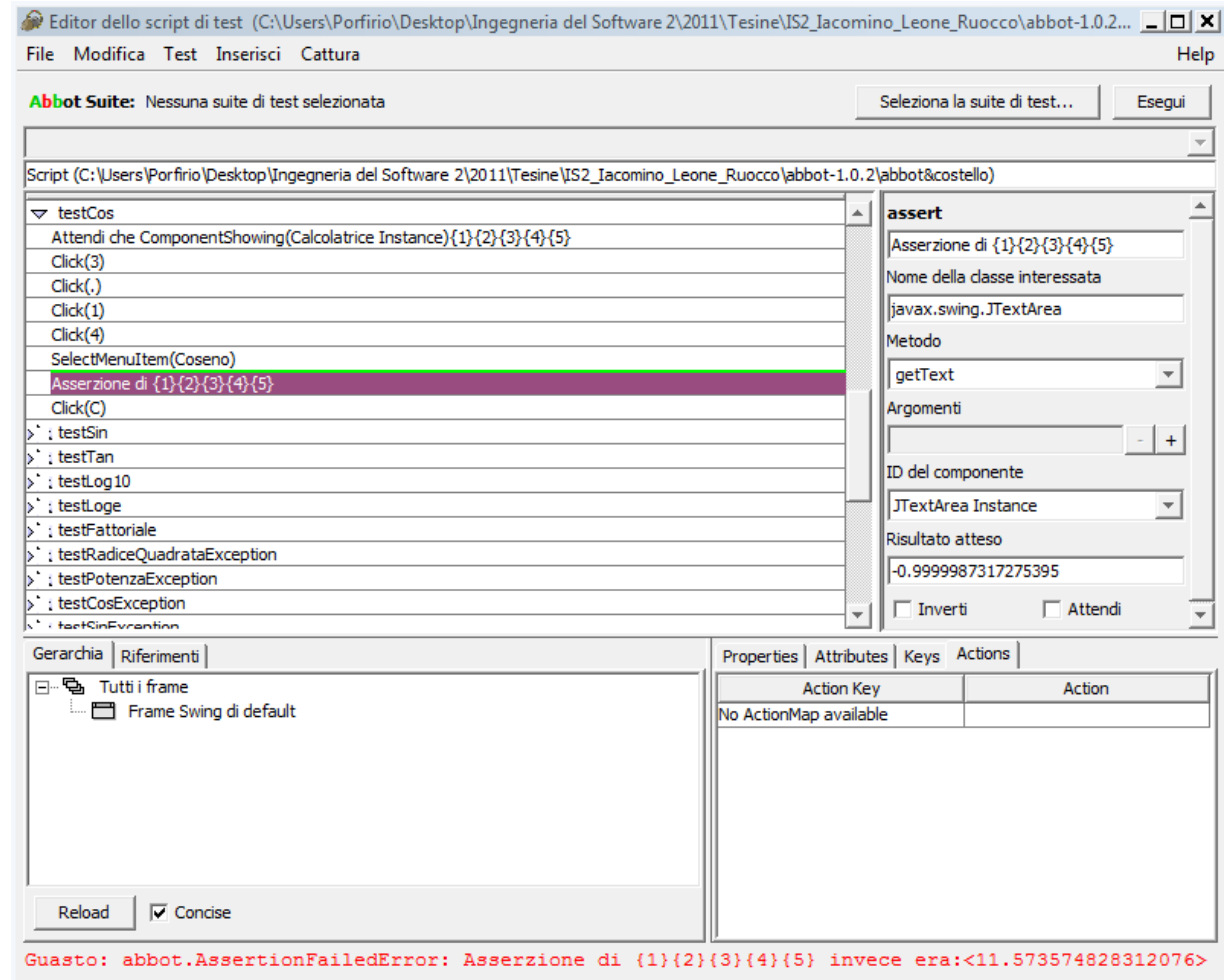 Editor dello script di test (C:\Users\Porfirio\Desktop\Ingegneria del Software 2\2011\Tesine\IS2_Iacomino_Leone_Ruocco\abbot-1.0.2...
File Modifica Test Inserisci Cattura Help
Abbot Suite: Nessuna suite di test selezionata
Seleziona la suite di test...
Esegui
Script (C:\Users\Porfirio\Desktop\Ingegneria del Software 2\2011\Tesine\IS2_Iacomino_Leone_Ruocco\abbot-1.0.2\abbot&costello)
testCos
Attendi che ComponentShowing(Calcolatrice Instance){1}{2}{3}{4}{5}
Click(3)
Click(.)
Click(1)
Click(4)
SelectMenuItem(Coseno)
Asserzione di {1}{2}{3}{4}{5}
Click(C)
testSin
testTan
testLog10
testLoge
testFattoriale
testRadiceQuadrataException
testPotenzaException
testCosException
testSinException
assert
Asserzione di {1}{2}{3}{4}{5}
Nome della classe interessata
javax.swing.JTextArea
Metodo
getText
Argomenti
- +
ID del componente
JTextArea Instance
Risultato atteso
-0.9999987317275395
Inverti Attendi
Gerarchia Riferimenti
Tutti i frame
Frame Swing di default
Reload Concise
Properties Attributes Keys Actions
Action Key Action
No ActionMap available
Guasto: abbot.AssertionFailedError: Asserzione di {1}{2}{3}{4}{5} invece era:<11.573574828312076>